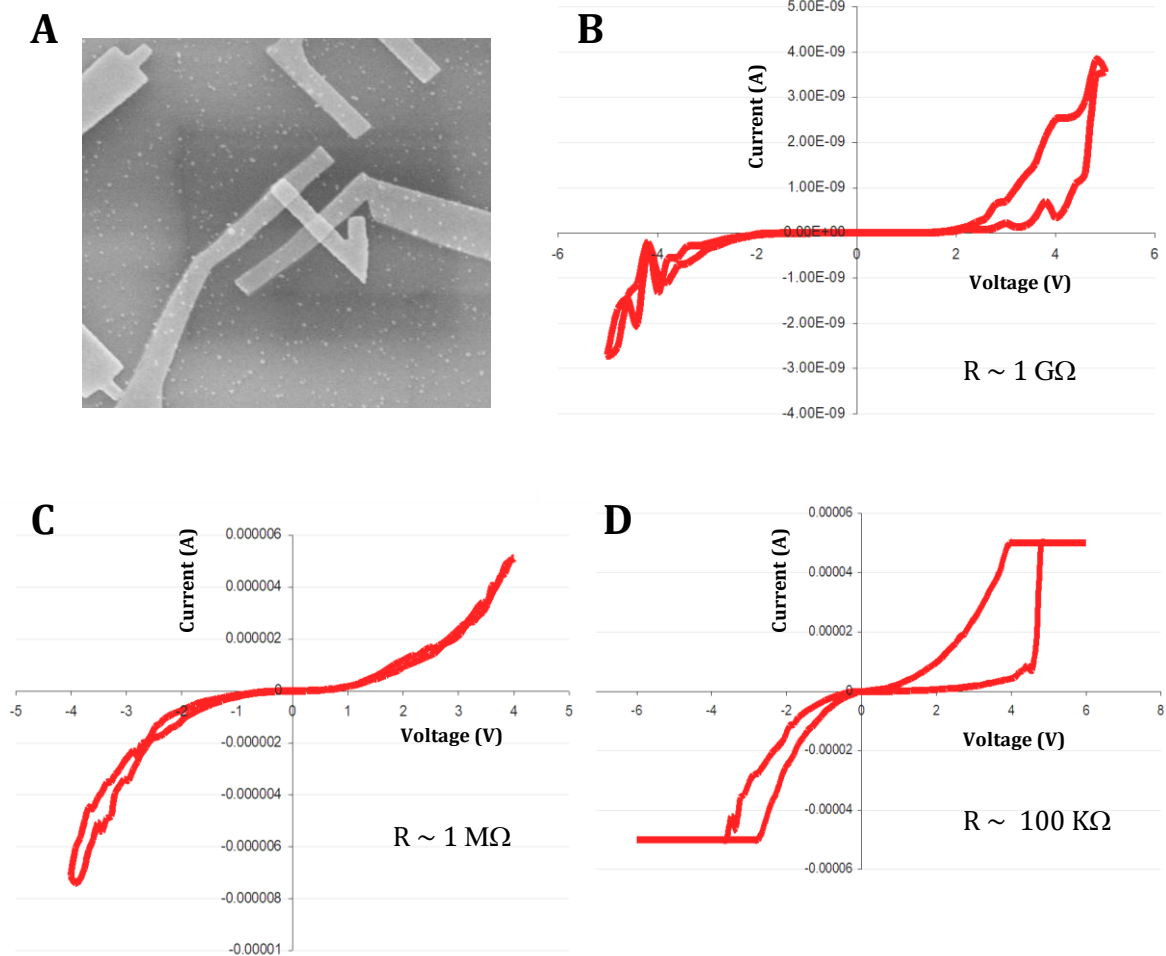 A
B
5.00E-09
4.00E-09
3.00E-09
2.00E-09
1.00E-09
0.00E+00
-1.00E-09
-2.00E-09
-3.00E-09
-4.00E-09
Current (A)
-6
-4
-2
0
2
4
6
Voltage (V)
R ~ 1 GΩ
C
0.000006
0.000004
0.000002
0
-0.000002
-0.000004
-0.000006
-0.000008
-0.00001
Current (A)
-5
-4
-3
-2
-1
0
1
2
3
4
5
Voltage (V)
R ~ 1 MΩ
D
0.00006
0.00004
0.00002
0
-0.00002
-0.00004
-0.00006
Current (A)
-6
-4
-2
0
2
4
6
8
Voltage (V)
R ~ 100 KΩ